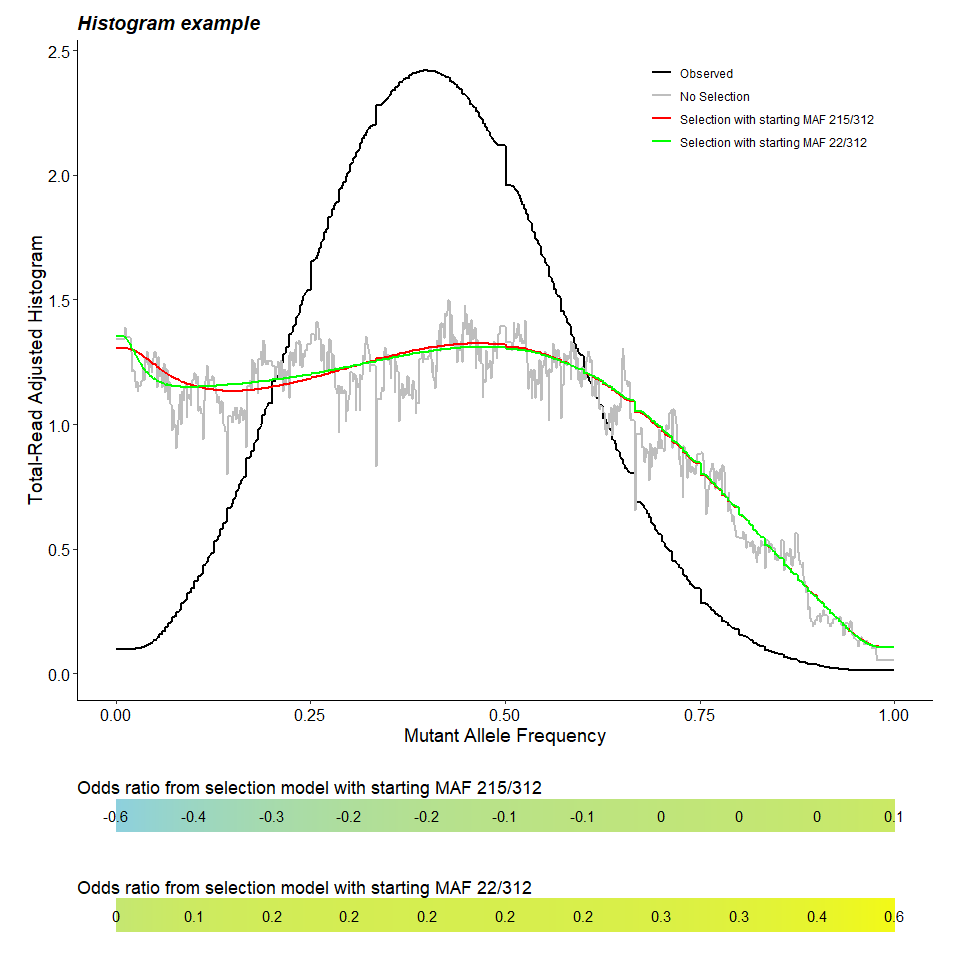 Histogram example
Total-Read Adjusted Histogram
2.5
2.0
1.5
1.0
0.5
0.0
Observed
No Selection
Selection with starting MAF 215/312
Selection with starting MAF 22/312
0.00 0.25 0.50 0.75 1.00
Mutant Allele Frequency
Odds ratio from selection model with starting MAF 215/312
-0.6 -0.4 -0.3 -0.2 -0.2 -0.1 -0.1 0 0 0 0.1
Odds ratio from selection model with starting MAF 22/312
0 0.1 0.2 0.2 0.2 0.2 0.2 0.3 0.3 0.4 0.6